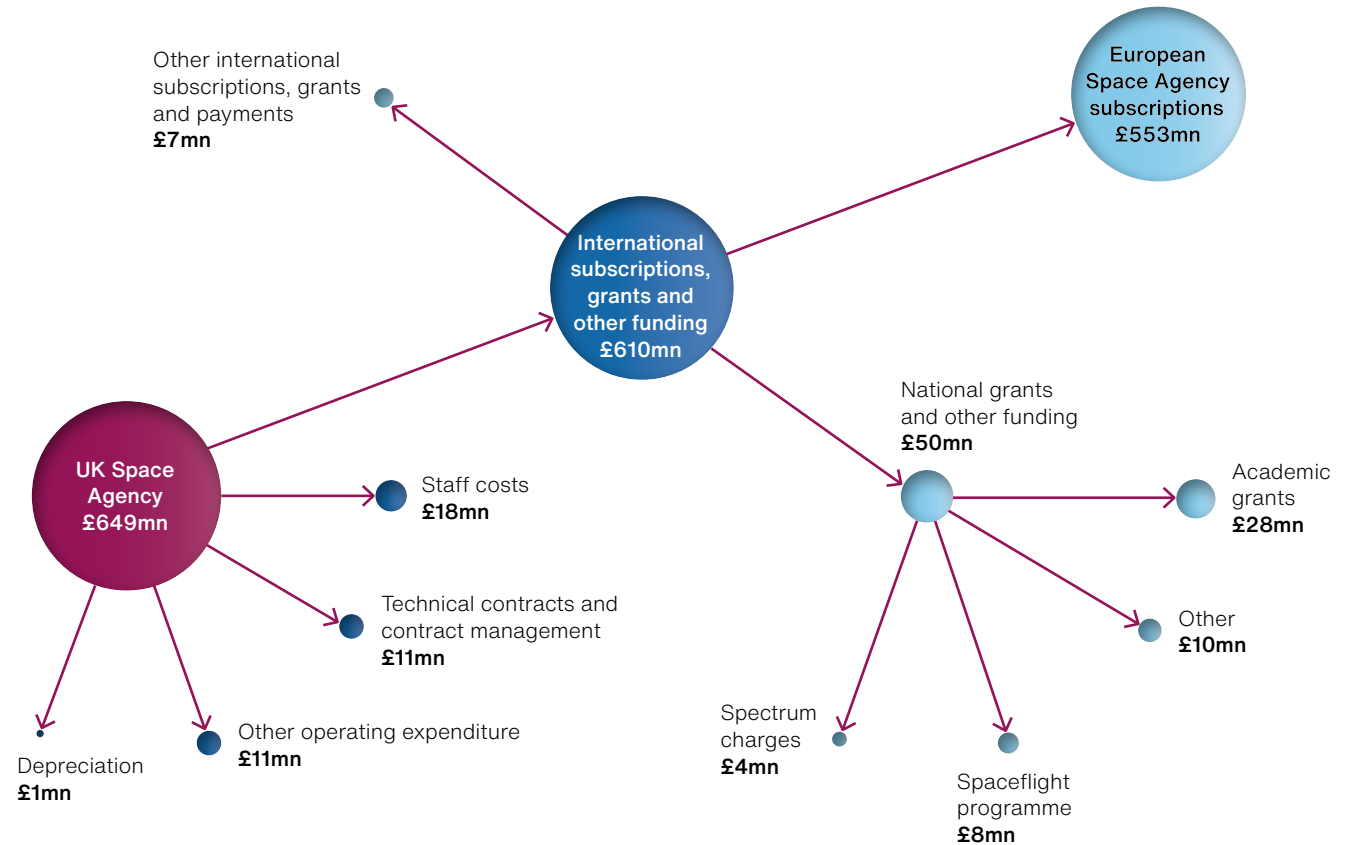 Other international
subscriptions, grants
and payments
£7mn
European
Space Agency
subscriptions
£553mn
International
subscriptions,
grants and
other funding
£610mn
National grants
and other funding
£50mn
UK Space
Agency
£649mn
Staff costs
£18mn
Academic
grants
£28mn
Technical contracts and
contract management
£11mn
Other
£10mn
Other operating expenditure
£11mn
Depreciation
£1mn
Spectrum
charges
£4mn
Spaceflight
programme
£8mn